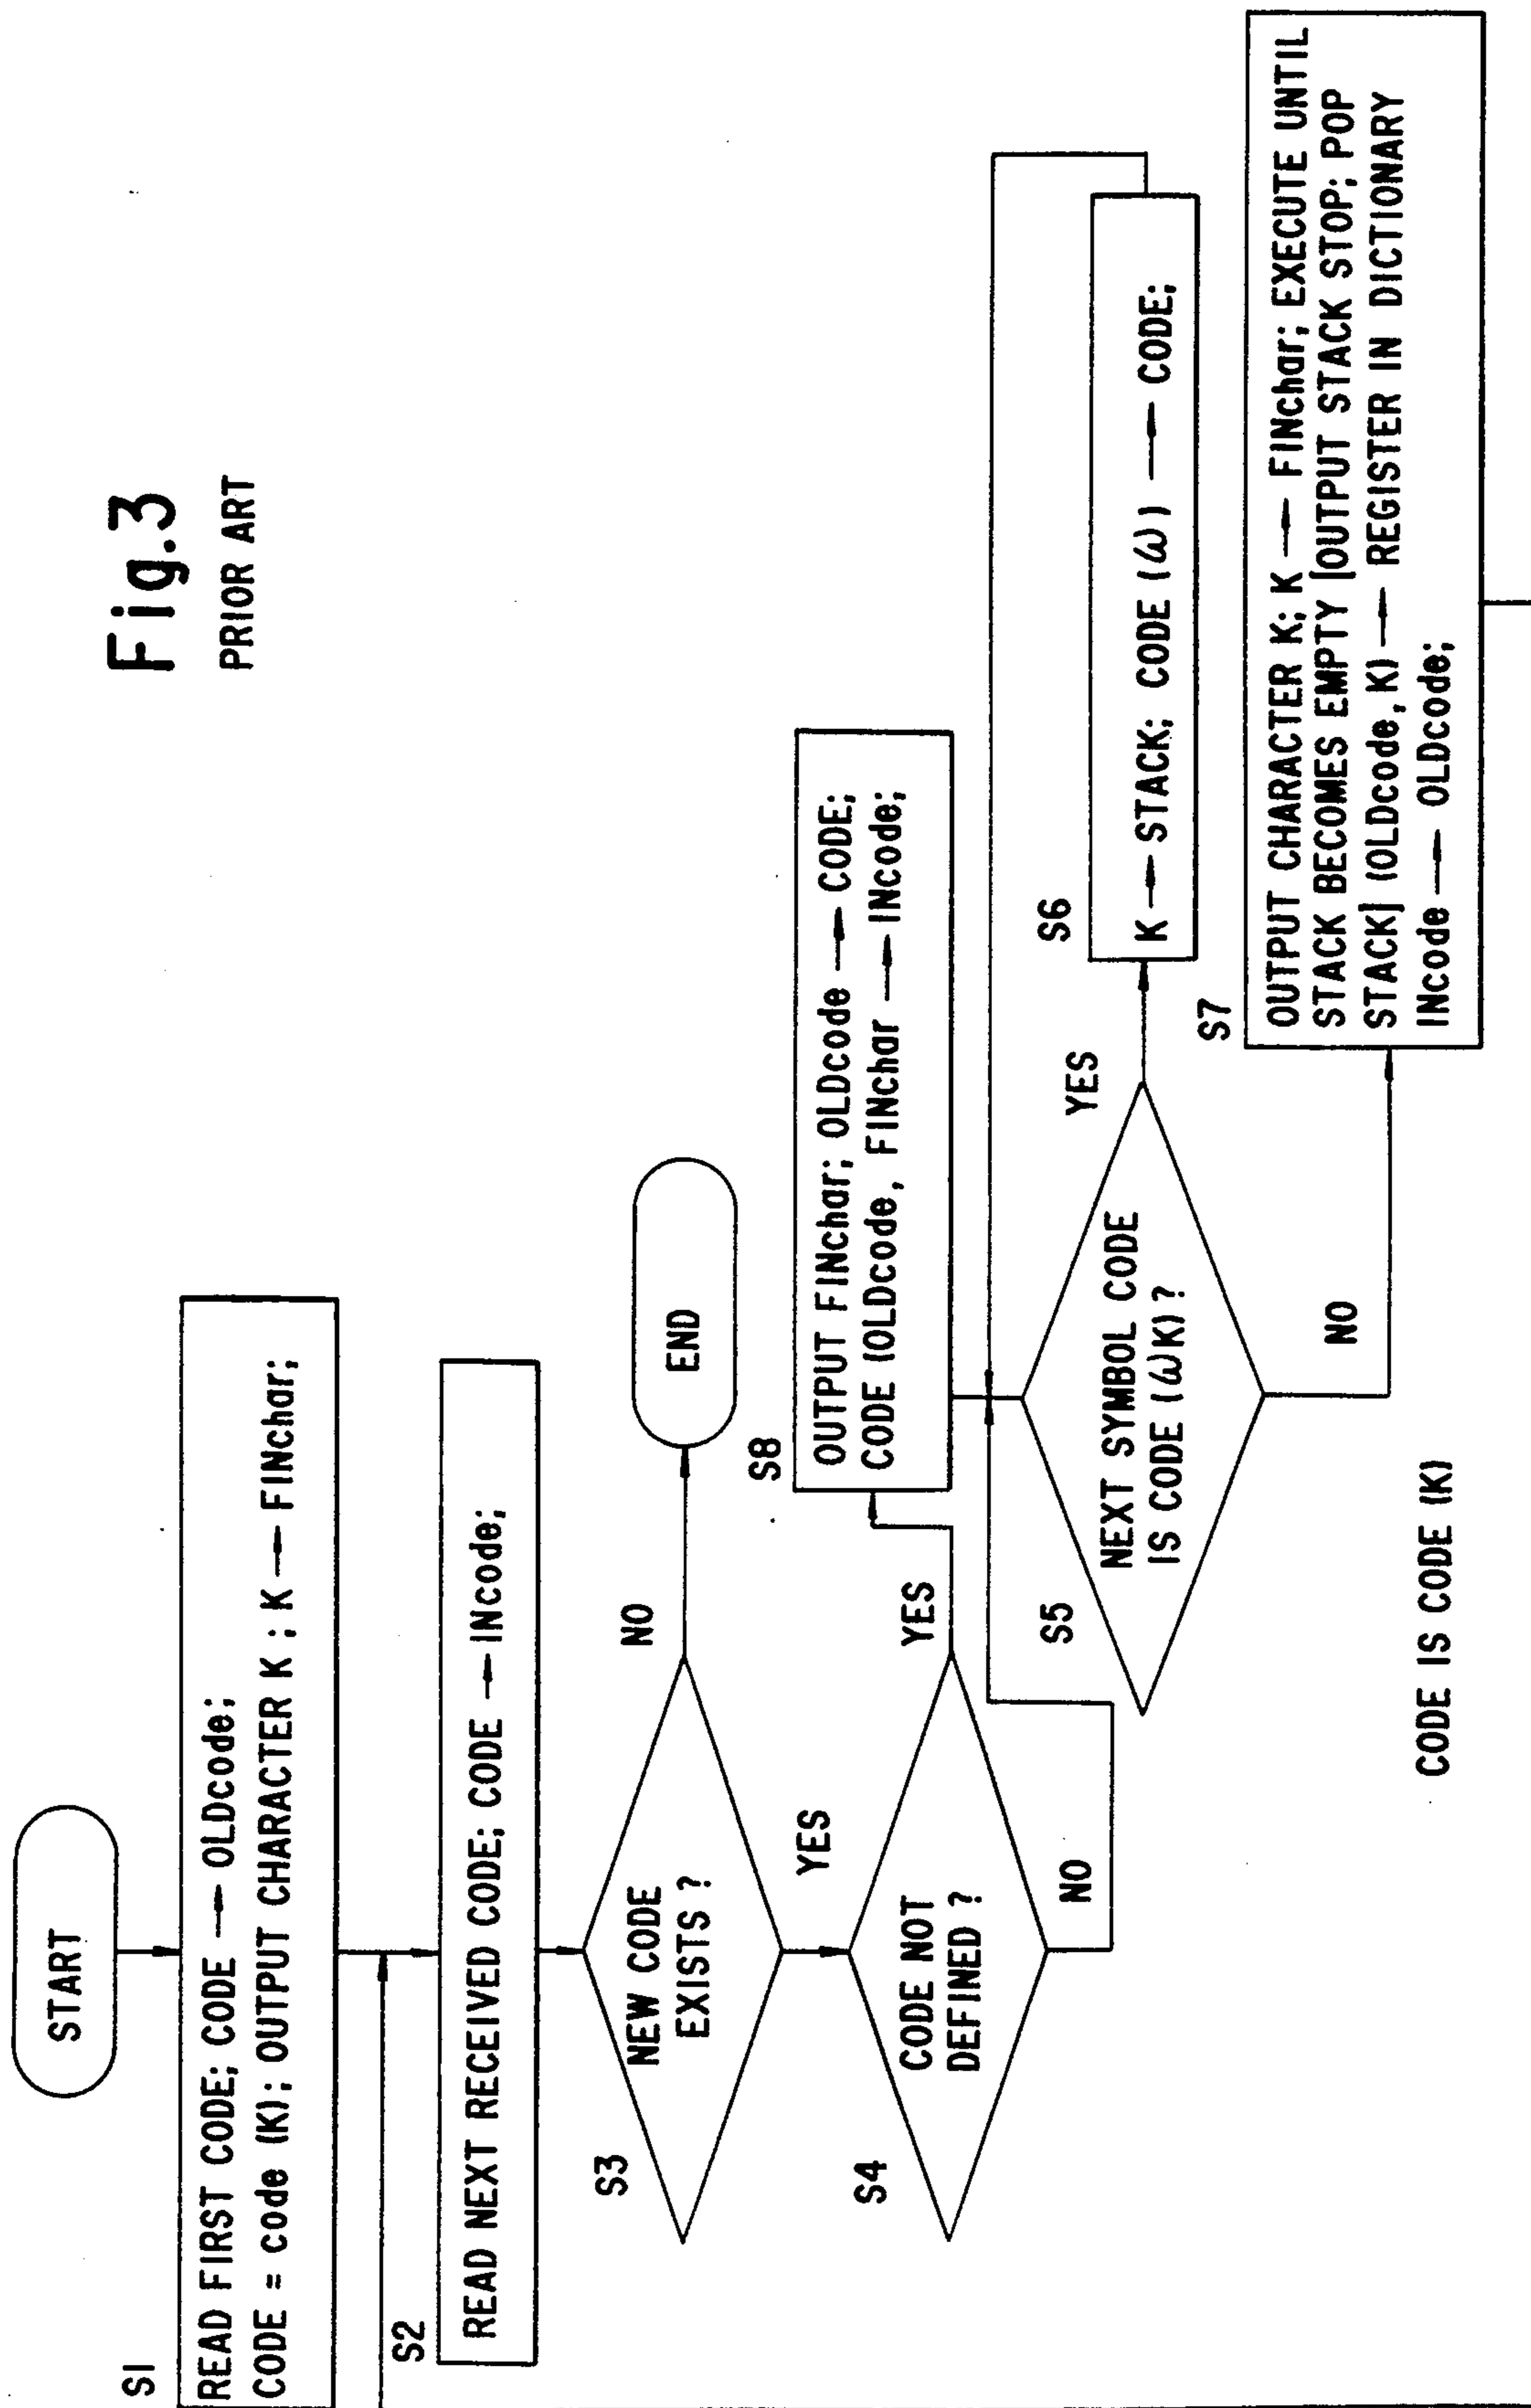 Fig.3
PRIOR ART
START
S1
READ FIRST CODE; CODE → OLDcode;
CODE = code (K); OUTPUT CHARACTER K; K → FINchar;
S2
READ NEXT RECEIVED CODE; CODE → INcode;
S3
NEW CODE
EXISTS ?
NO
END
YES
S4
CODE NOT
DEFINED ?
YES
NO
S8
OUTPUT FINchar; OLDcode → CODE;
CODE (OLDcode, FINchar → INcode;
S5
NEXT SYMBOL CODE
IS CODE (ωK) ?
YES
S6
K → STACK; CODE (ω) → CODE;
NO
CODE IS CODE (K)
S7
OUTPUT CHARACTER K; K → FINchar; EXECUTE UNTIL
STACK BECOMES EMPTY [OUTPUT STACK STOP; POP
STACK] (OLDcode, K) → REGISTER IN DICTIONARY
INcode → OLDcode;